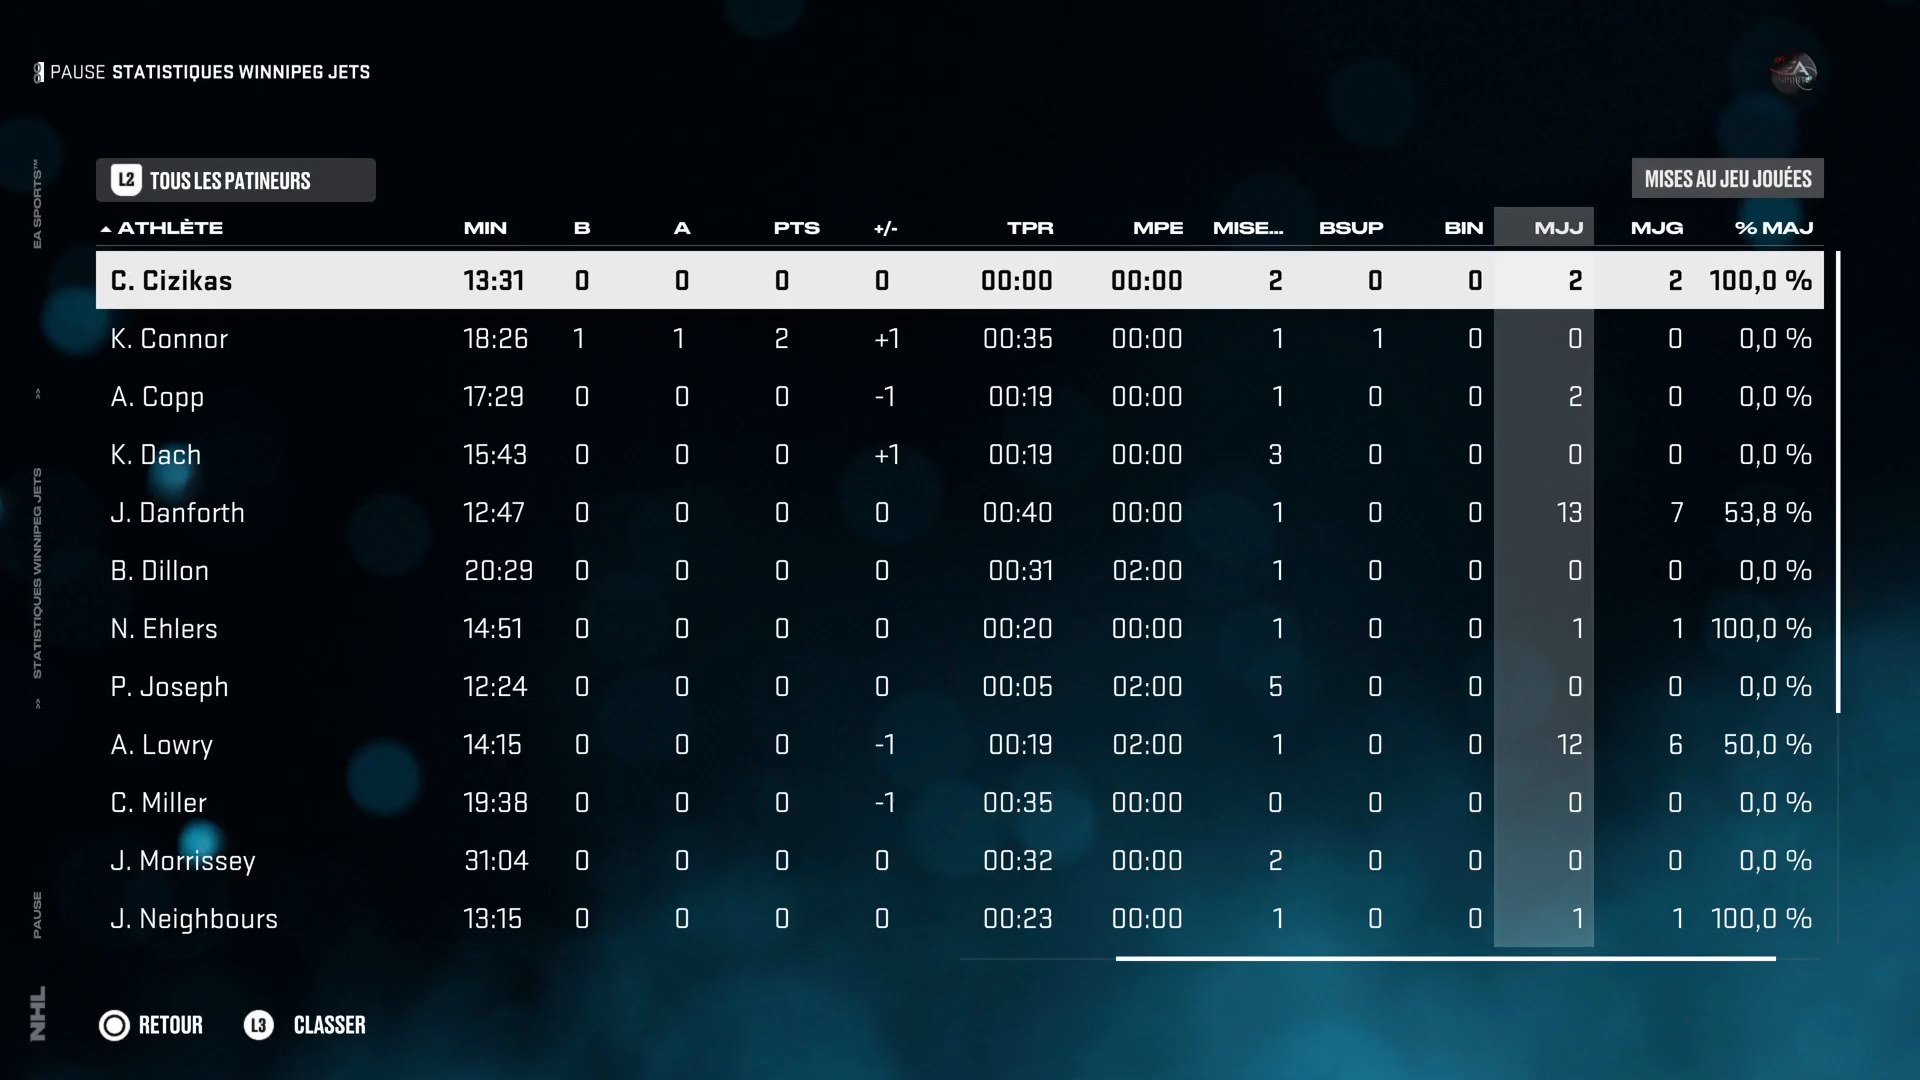 PAUSE STATISTIQUES WINNIPEG JETS
L2 TOUS LES PATINEURS
MISES AU JEU JOUÉES
ATHLÈTE MIN B A PTS +/- TPR MPE MISE... BSUP BIN MJJ MJG % MAJ
C. Cizikas 13:31 0 0 0 0 00:00 00:00 2 0 0 2 2 100,0 %
K. Connor 18:26 1 1 2 +1 00:35 00:00 1 1 0 0 0 0,0 %
A. Copp 17:29 0 0 0 -1 00:19 00:00 1 0 0 2 0 0,0 %
K. Dach 15:43 0 0 0 +1 00:19 00:00 3 0 0 0 0 0,0 %
J. Danforth 12:47 0 0 0 0 00:40 00:00 1 0 0 13 7 53,8 %
B. Dillon 20:29 0 0 0 0 00:31 02:00 1 0 0 0 0 0,0 %
N. Ehlers 14:51 0 0 0 0 00:20 00:00 1 0 0 1 1 100,0 %
P. Joseph 12:24 0 0 0 0 00:05 02:00 5 0 0 0 0 0,0 %
A. Lowry 14:15 0 0 0 -1 00:19 02:00 1 0 0 12 6 50,0 %
C. Miller 19:38 0 0 0 -1 00:35 00:00 0 0 0 0 0 0,0 %
J. Morrissey 31:04 0 0 0 0 00:32 00:00 2 0 0 0 0 0,0 %
J. Neighbours 13:15 0 0 0 0 00:23 00:00 1 0 0 1 1 100,0 %
RETOUR L3 CLASSER
EA SPORTS™
STATISTIQUES WINNIPEG JETS
PAUSE
NHL